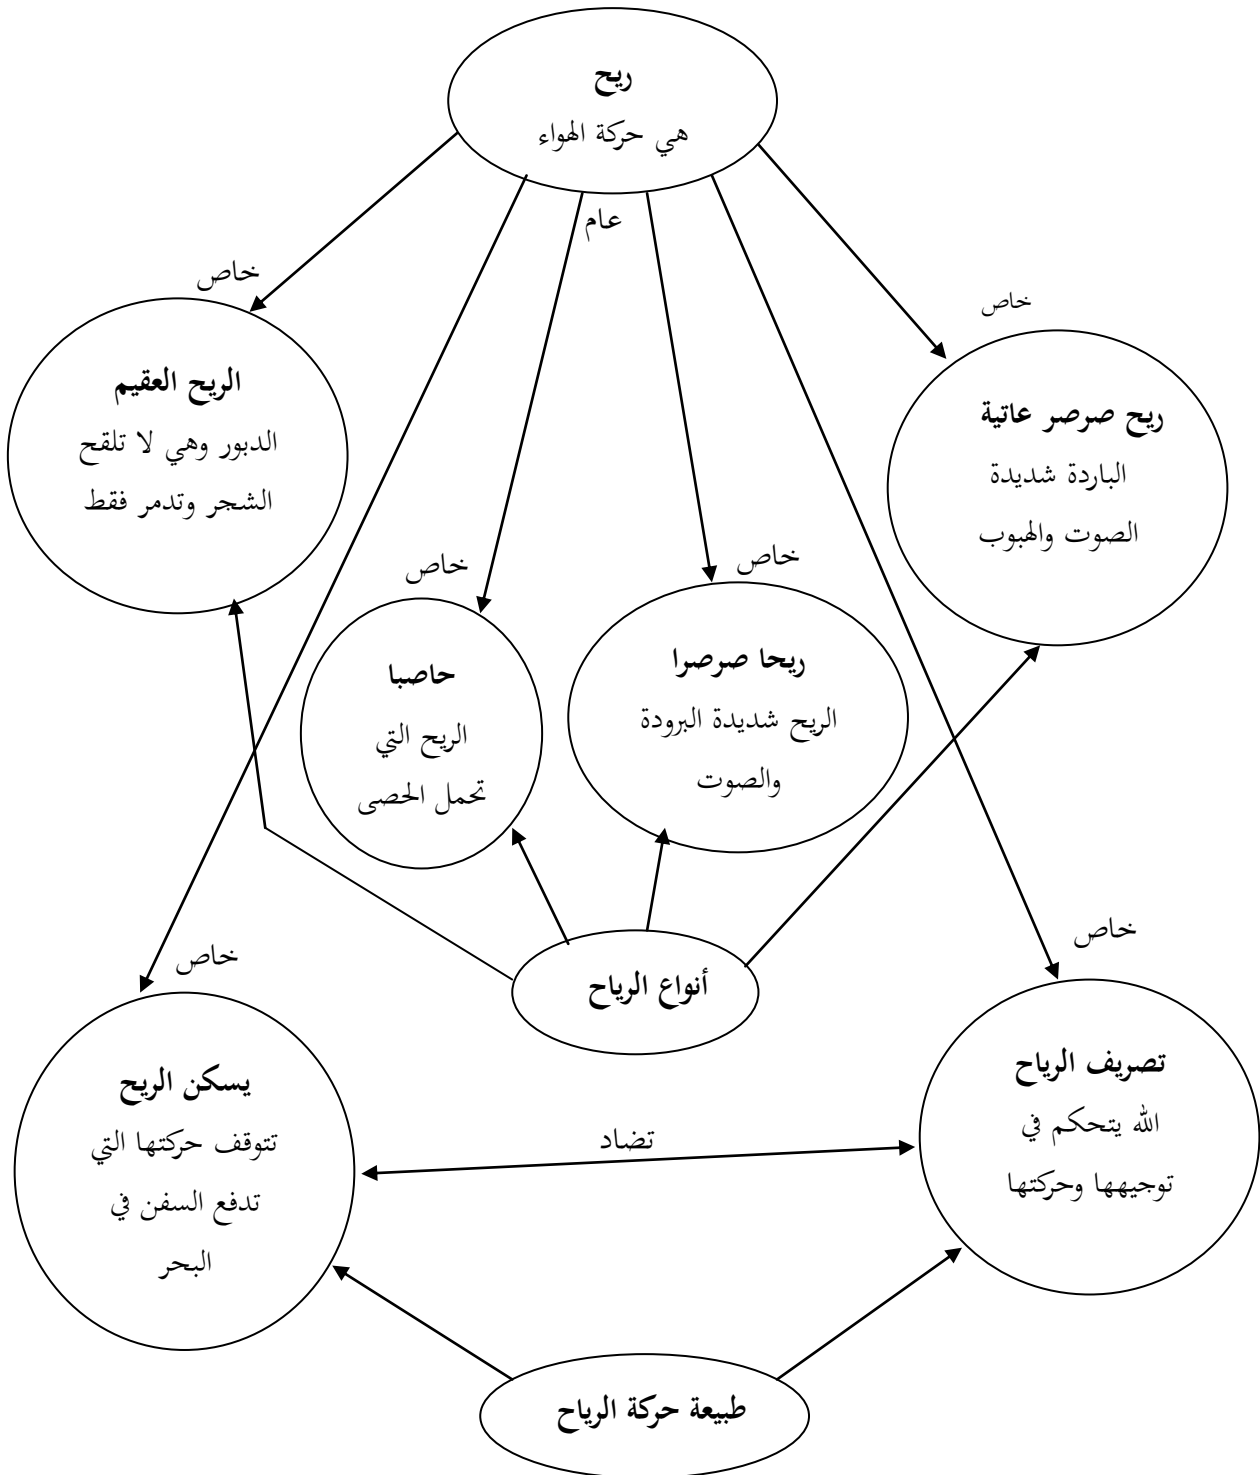 ريح
هي حركة الهواء
عام
خاص
خاص
ريح صرصر عاتية
الباردة شديدة
الصوت والهبوب
الريح العقيم
الدبور وهي لا تلقح
الشجر وتدمر فقط
خاص
خاص
ريحا صرصرا
الريح شديدة البرودة
والصوت
حاصبا
الريح التي
تحمل الحصى
أنواع الرياح
خاص
خاص
تصريف الرياح
الله يتحكم في
توجيهها وحركتها
تضاد
يسكن الريح
تتوقف حركتها التي
تدفع السفن في
البحر
طبيعة حركة الرياح